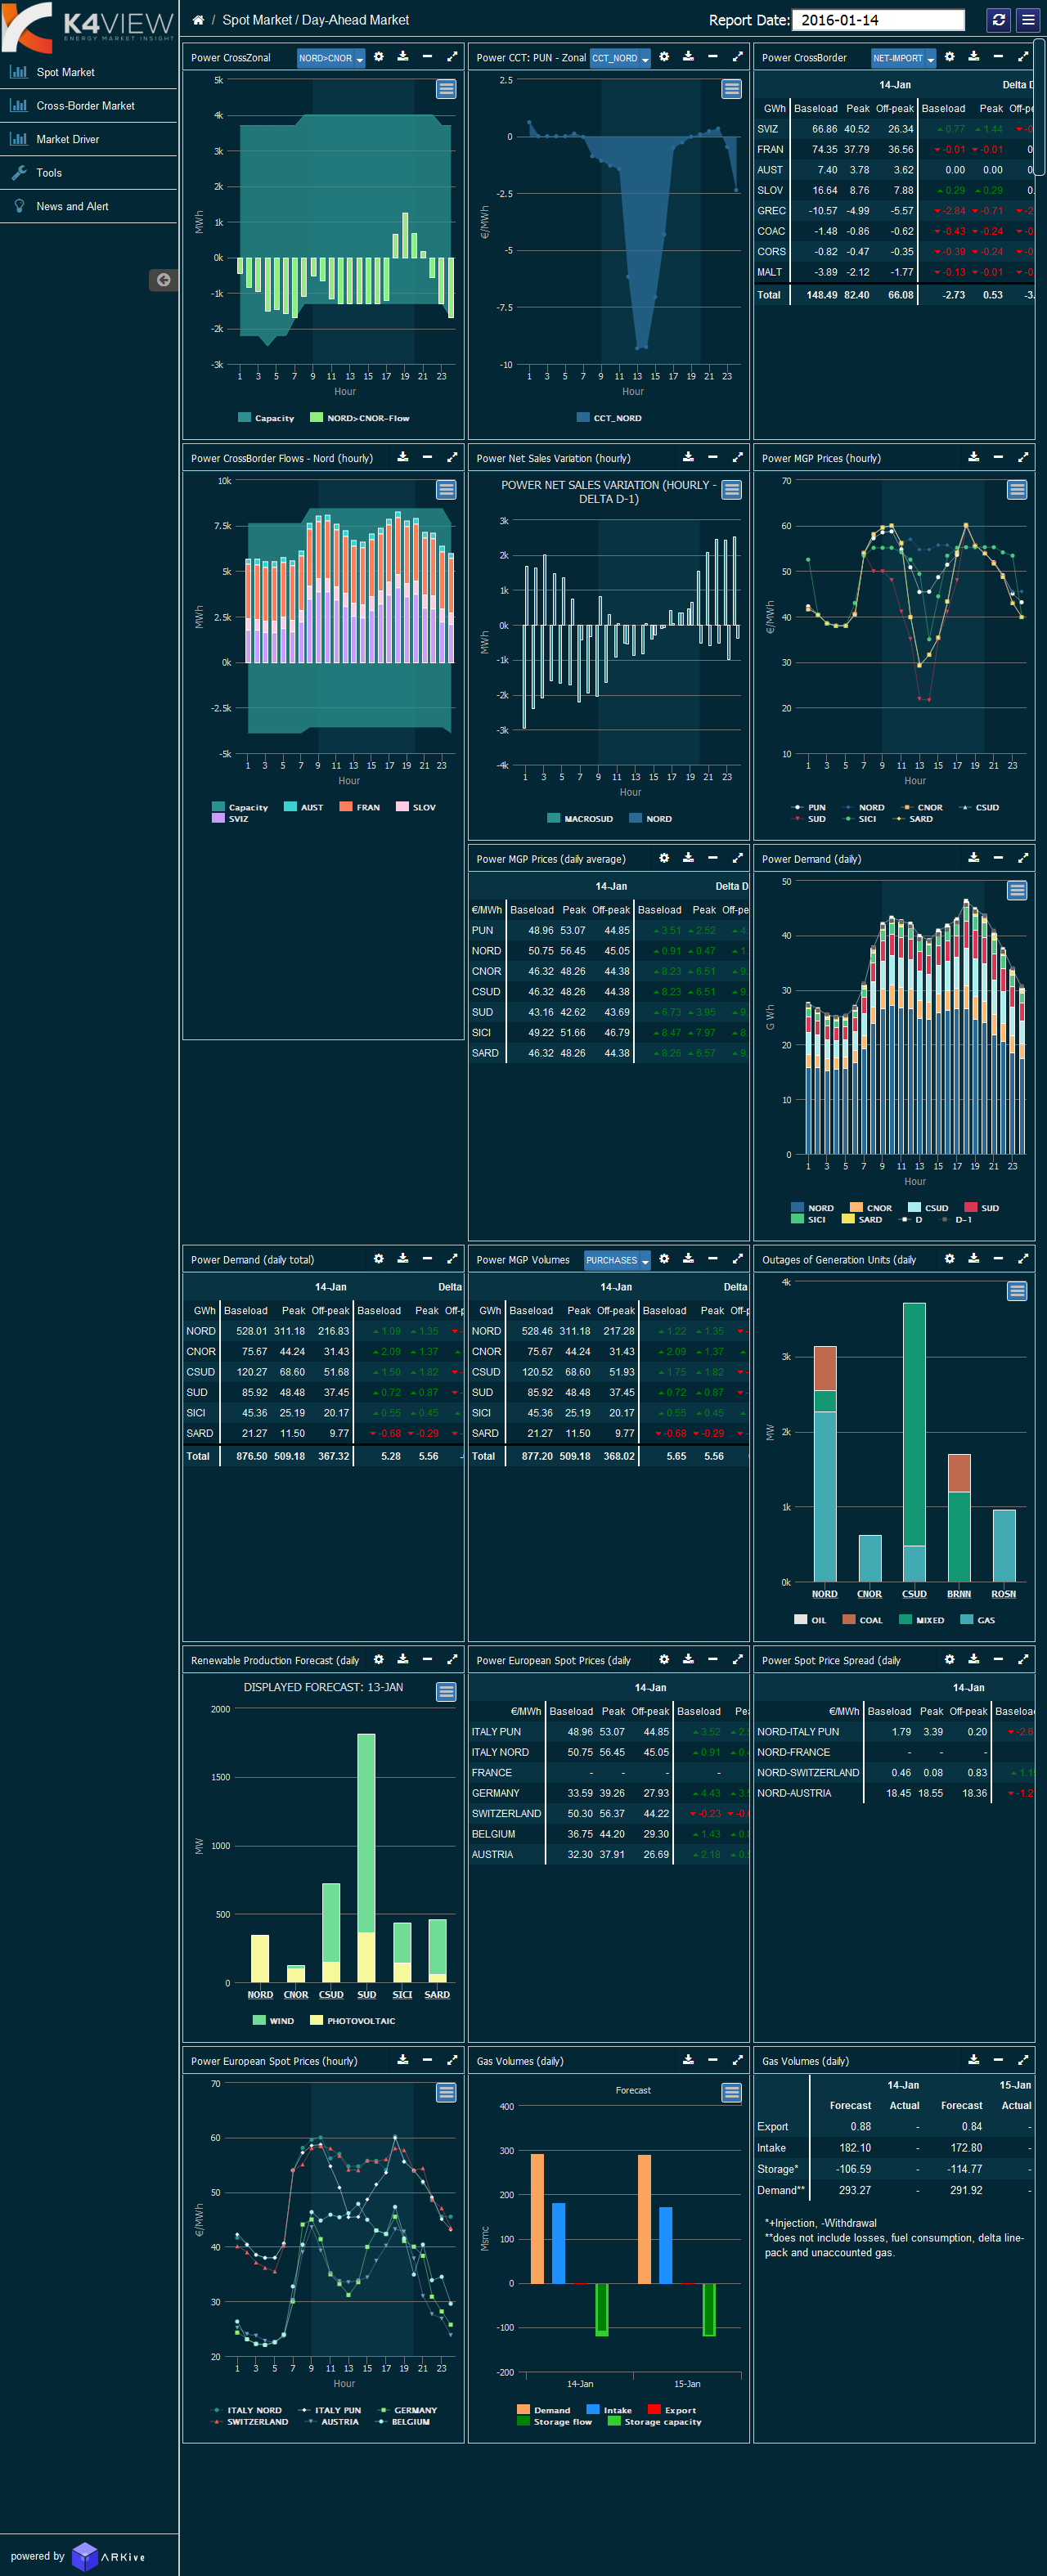 K4VIEW
ENERGY MARKET INSIGHT
/ Spot Market / Day-Ahead Market
Report Date: 2016-01-14
Spot Market
Cross-Border Market
Market Driver
Tools
News and Alert
Power CrossZonal NORD>CNOR
5k
4k
3k
2k
1k
0k
-1k
-2k
-3k
MWh
1 3 5 7 9 11 13 15 17 19 21 23
Hour
Capacity NORD>CNOR-Flow
Power CCT: PUN - Zonal CCT_NORD
2.5
0
-2.5
-5
-7.5
-10
€/MWh
1 3 5 7 9 11 13 15 17 19 21 23
Hour
CCT_NORD
Power CrossBorder NET-IMPORT
14-Jan Delta D
GWh Baseload Peak Off-peak Baseload Peak Off-pe
SVIZ 66.86 40.52 26.34 0.77 1.44 -0
FRAN 74.35 37.79 36.56 -0.01 -0.01 0
AUST 7.40 3.78 3.62 0.00 0.00 0
SLOV 16.64 8.76 7.88 0.29 0.29 0.
GREC -10.57 -4.99 -5.57 -2.84 -0.71 -2
COAC -1.48 -0.86 -0.62 -0.43 -0.24 -0
CORS -0.82 -0.47 -0.35 -0.39 -0.24 -0
MALT -3.89 -2.12 -1.77 -0.13 -0.01 -0
Total 148.49 82.40 66.08 -2.73 0.53 -3.
Power CrossBorder Flows - Nord (hourly)
10k
7.5k
5k
2.5k
0k
-2.5k
-5k
MWh
1 3 5 7 9 11 13 15 17 19 21 23
Hour
Capacity AUST FRAN SLOV
SVIZ
Power Net Sales Variation (hourly)
POWER NET SALES VARIATION (HOURLY -
DELTA D-1)
3k
2k
1k
0k
-1k
-2k
-3k
-4k
MWh
1 3 5 7 9 11 13 15 17 19 21 23
Hour
MACROSUD NORD
Power MGP Prices (hourly)
70
60
50
40
30
20
10
€/MWh
1 3 5 7 9 11 13 15 17 19 21 23
Hour
PUN NORD CNOR CSUD
SUD SICI SARD
Power MGP Prices (daily average)
14-Jan Delta D
€/MWh Baseload Peak Off-peak Baseload Peak Off-pe
PUN 48.96 53.07 44.85 3.51 2.52 4
NORD 50.75 56.45 45.05 0.91 0.47 1
CNOR 46.32 48.26 44.38 8.23 6.51 9
CSUD 46.32 48.26 44.38 8.23 6.51 9
SUD 43.16 42.62 43.69 6.73 3.95 9
SICI 49.22 51.66 46.79 8.47 7.97 8
SARD 46.32 48.26 44.38 8.26 6.57 9
Power Demand (daily)
50
40
30
20
10
0
G Wh
1 3 5 7 9 11 13 15 17 19 21 23
Hour
NORD CNOR CSUD SUD
SICI SARD D D-1
Power Demand (daily total)
14-Jan Delta
GWh Baseload Peak Off-peak Baseload Peak Off-p
NORD 528.01 311.18 216.83 1.09 1.35
CNOR 75.67 44.24 31.43 2.09 1.37
CSUD 120.27 68.60 51.68 1.50 1.82
SUD 85.92 48.48 37.45 0.72 0.87
SICI 45.36 25.19 20.17 0.55 0.45
SARD 21.27 11.50 9.77 -0.68 -0.29
Total 876.50 509.18 367.32 5.28 5.56
Power MGP Volumes PURCHASES
14-Jan Delta
GWh Baseload Peak Off-peak Baseload Peak Off-p
NORD 528.46 311.18 217.28 1.22 1.35
CNOR 75.67 44.24 31.43 2.09 1.37
CSUD 120.52 68.60 51.93 1.75 1.82
SUD 85.92 48.48 37.45 0.72 0.87
SICI 45.36 25.19 20.17 0.55 0.45
SARD 21.27 11.50 9.77 -0.68 -0.29
Total 877.20 509.18 368.02 5.65 5.56
Outages of Generation Units (daily
4k
3k
2k
1k
0k
MW
NORD CNOR CSUD BRNN ROSN
OIL COAL MIXED GAS
Renewable Production Forecast (daily
DISPLAYED FORECAST: 13-JAN
2000
1500
1000
500
0
MW
NORD CNOR CSUD SUD SICI SARD
WIND PHOTOVOLTAIC
Power European Spot Prices (daily
14-Jan
€/MWh Baseload Peak Off-peak Baseload Pea
ITALY PUN 48.96 53.07 44.85 3.52 2.5
ITALY NORD 50.75 56.45 45.05 0.91 0.4
FRANCE - - - -
GERMANY 33.59 39.26 27.93 4.43 3.
SWITZERLAND 50.30 56.37 44.22 -0.23 -0.
BELGIUM 36.75 44.20 29.30 1.43 0.
AUSTRIA 32.30 37.91 26.69 2.18 0.
Power Spot Price Spread (daily
14-Jan
€/MWh Baseload Peak Off-peak Baseload
NORD-ITALY PUN 1.79 3.39 0.20 -2.6
NORD-FRANCE - - -
NORD-SWITZERLAND 0.46 0.08 0.83 1.1
NORD-AUSTRIA 18.45 18.55 18.36 -1.2
Power European Spot Prices (hourly)
70
60
50
40
30
20
€/MWh
1 3 5 7 9 11 13 15 17 19 21 23
Hour
ITALY NORD ITALY PUN GERMANY
SWITZERLAND AUSTRIA BELGIUM
Gas Volumes (daily)
Forecast
400
300
200
100
0
-100
-200
Msmc
14-Jan 15-Jan
Demand Intake Export
Storage flow Storage capacity
Gas Volumes (daily)
14-Jan 15-Jan
Forecast Actual Forecast Actual
Export 0.88 - 0.84 -
Intake 182.10 - 172.80 -
Storage* -106.59 - -114.77 -
Demand** 293.27 - 291.92 -
*+Injection, -Withdrawal
**does not include losses, fuel consumption, delta line-
pack and unaccounted gas.
powered by ARKive